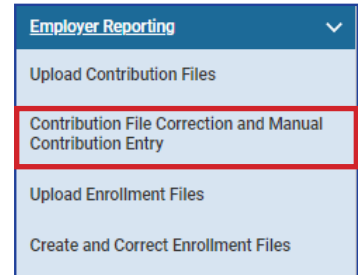 Employer Reporting
Upload Contribution Files
Contribution File Correction and Manual
Contribution Entry
Upload Enrollment Files
Create and Correct Enrollment Files